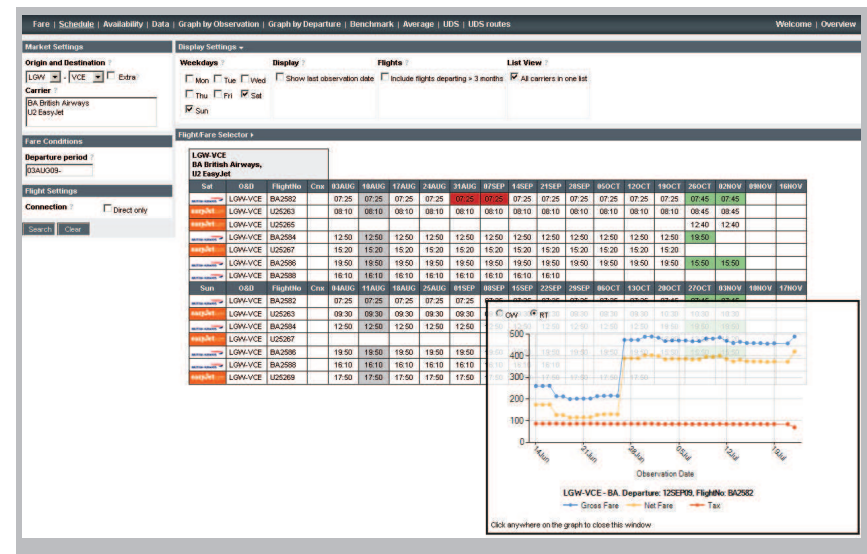 Fare | Schedule | Availability | Data | Graph by Observation | Graph by Departure | Benchmark | Average | UDS | UDS routes Welcome | Overview
Market Settings
Origin and Destination ?
LGW - VCE Extra
Carrier ?
BA British Airways
U2 EasyJet
Fare Conditions
Departure period ?
03AUG09-
Flight Settings
Connection ? Direct only
Search Clear
Display Settings
Weekdays ? Display ? Flights ? List View ?
Mon Tue Wed Show last observation date Include flights departing > 3 months All carriers in one list
Thu Fri Sat
Sun
Flight/Fare Selector
LGW-VCE
BA British Airways,
U2 EasyJet
Sat O&D FlightNo Cnx 03AUG 10AUG 17AUG 24AUG 31AUG 07SEP 14SEP 21SEP 28SEP 05OCT 12OCT 19OCT 26OCT 02NOV 09NOV 16NOV
LGW-VCE BA2582 07:25 07:25 07:25 07:25 07:25 07:25 07:25 07:25 07:25 07:25 07:25 07:25 07:45 07:45
easyJet LGW-VCE U25263 08:10 08:10 08:10 08:10 08:10 08:10 08:10 08:10 08:10 08:10 08:10 08:10 08:45 08:45
easyJet LGW-VCE U25265 12:40 12:40
LGW-VCE BA2584 12:50 12:50 12:50 12:50 12:50 12:50 12:50 12:50 12:50 12:50 12:50 12:50 19:50
easyJet LGW-VCE U25267 15:20 15:20 15:20 15:20 15:20 15:20 15:20 15:20 15:20 15:20 15:20 15:20
LGW-VCE BA2586 19:50 19:50 19:50 19:50 19:50 19:50 19:50 19:50 19:50 19:50 19:50 19:50 15:50 15:50
LGW-VCE BA2588 16:10 16:10 16:10 16:10 16:10 16:10 16:10 16:10
Sun O&D FlightNo Cnx 04AUG 11AUG 18AUG 25AUG 01SEP 08SEP 15SEP 22SEP 29SEP 06OCT 13OCT 20OCT 27OCT 03NOV 10NOV 17NOV
LGW-VCE BA2582 07:25 07:25 07:25 07:25 07:25
easyJet LGW-VCE U25263 09:30 09:30 09:30 09:30 09:30
LGW-VCE BA2584 12:50 12:50 12:50 12:50 12:50
easyJet LGW-VCE U25267
LGW-VCE BA2586 19:50 19:50 19:50 19:50 19:50
LGW-VCE BA2588 16:10 16:10 16:10 16:10 16:10
easyJet LGW-VCE U25269 17:50 17:50 17:50 17:50 17:50
OW RT
500
400
300
200
100
0
14Jun 21Jun 28Jun 05Jul 12Jul 19Jul
Observation Date
LGW-VCE - BA. Departure: 12SEP09, FlightNo: BA2582
Gross Fare Net Fare Tax
Click anywhere on the graph to close this window